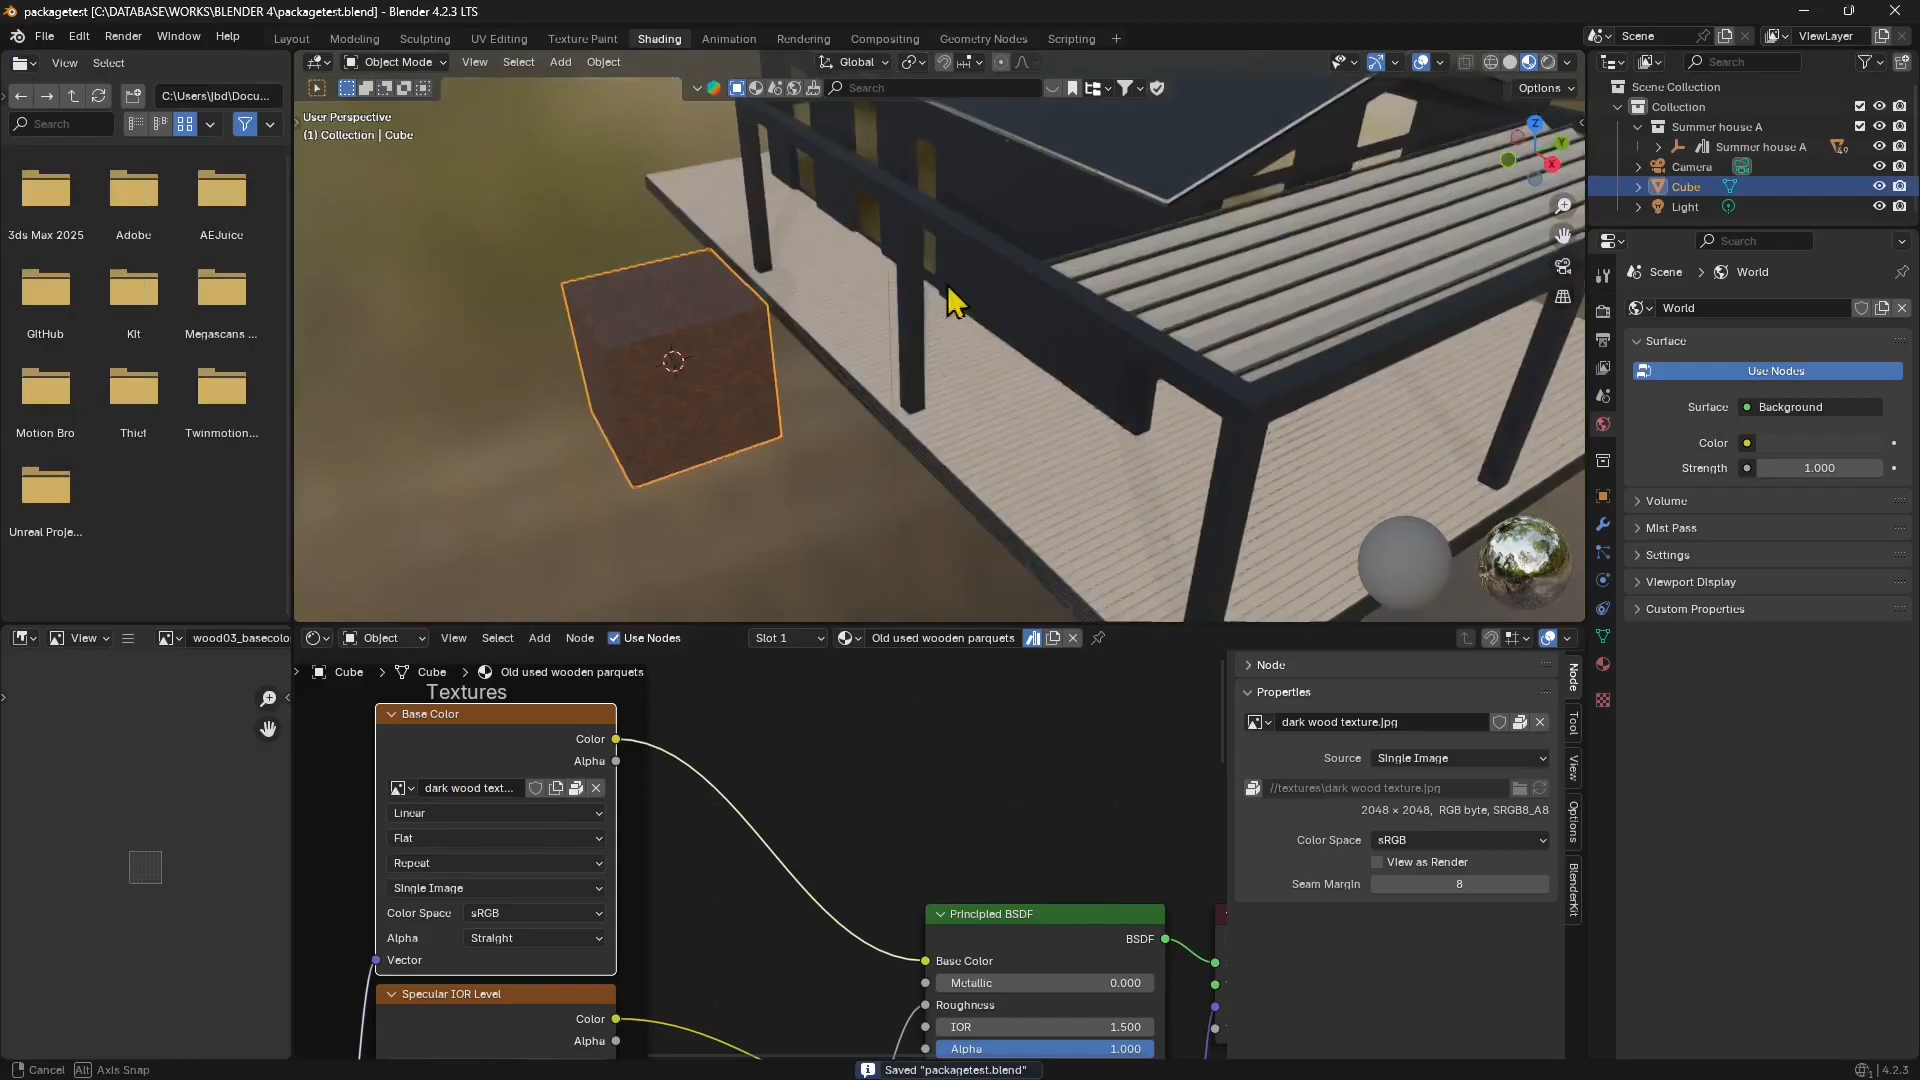 packagetest [C:\DATABASE\WORKS\BLENDER 4\packagetest.blend] - Blender 4.2.3 LTS
File Edit Render Window Help
Layout Modeling Sculpting UV Editing Texture Paint Shading Animation Rendering Compositing Geometry Nodes Scripting +
Scene
ViewLayer
View Select
Object Mode View Select Add Object
Global
Search
C:\Users\jbd\Docu...
Search
Options
Search
User Perspective
(1) Collection | Cube
Z
Y
X
Scene Collection
Collection
Summer house A
Summer house A
49
Camera
Cube
Light
3ds Max 2025
Adobe
AEJuice
GitHub
Kit
Megascans ...
Motion Bro
Thief
Twinmotion...
Unreal Proje...
Search
Scene > World
World
Surface
Use Nodes
Surface Background
Color
Strength 1.000
Volume
Mist Pass
Settings
Viewport Display
Custom Properties
View
wood03_basecolo
Object View Select Add Node Use Nodes
Slot 1
Old used wooden parquets
Cube > Cube > Old used wooden parquets
Textures
Base Color
Color
Alpha
dark wood text...
Linear
Flat
Repeat
Single Image
Color Space sRGB
Alpha Straight
Vector
Specular IOR Level
Color
Alpha
Principled BSDF
BSDF
Base Color
Metallic 0.000
Roughness
IOR 1.500
Alpha 1.000
Node
Properties
dark wood texture.jpg
Source Single Image
//textures\dark wood texture.jpg
2048 × 2048, RGB byte, SRGB8_A8
Color Space sRGB
View as Render
Seam Margin 8
Node
Tool
View
Options
BlenderKit
Cancel Alt Axis Snap
Saved "packagetest.blend"
4.2.3